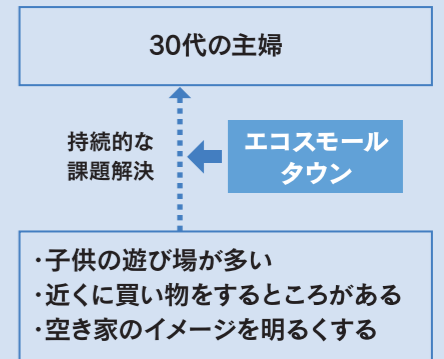 30代の主婦
持続的な
課題解決
エコスモール
タウン
・子供の遊び場が多い
・近くに買い物をするところがある
・空き家のイメージを明るくする